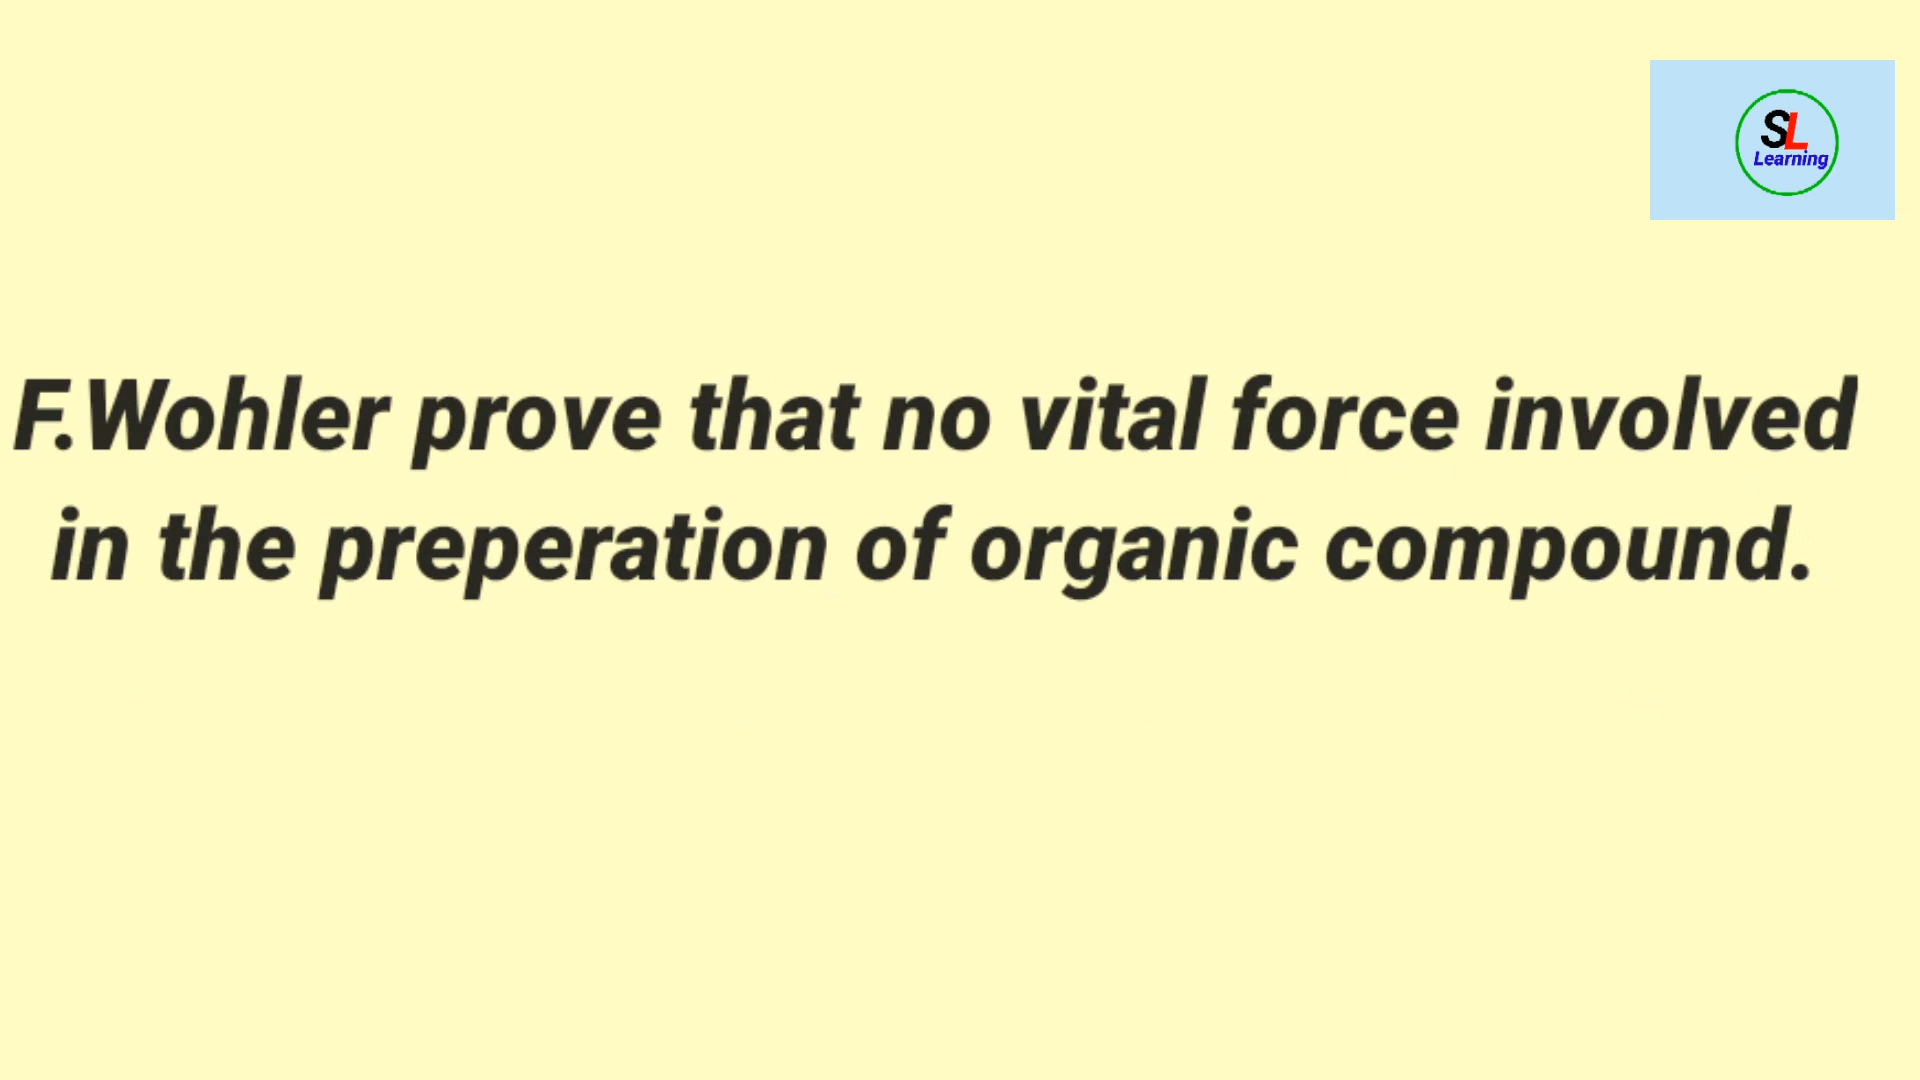 SL
Learning
F.Wohler prove that no vital force involved
in the preperation of organic compound.